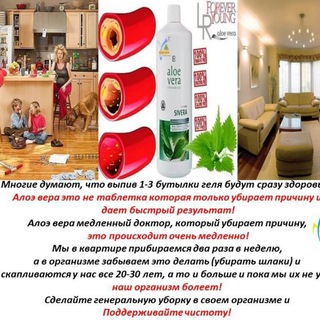 FOREVER
YOUNG
aloe vera
LR
aloe
vera
SIVERA
Многие думают, что выпив 1-3 бутылки геля будут сразу здоровы
Алоэ вера это не таблетка которая только убирает причину и
дает быстрый результат!
Алоэ вера медленный доктор, который убирает причину,
это происходит очень медленно!
Мы в квартире прибираемся два раза в неделю,
а в организме забываем это делать (убирать шлаки) и
скапливаются у нас все 20-30 лет, а то и больше и пока мы их не у
наш организм болеет!
Сделайте генеральную уборку в своем организме и
Поддерживайте чистоту!